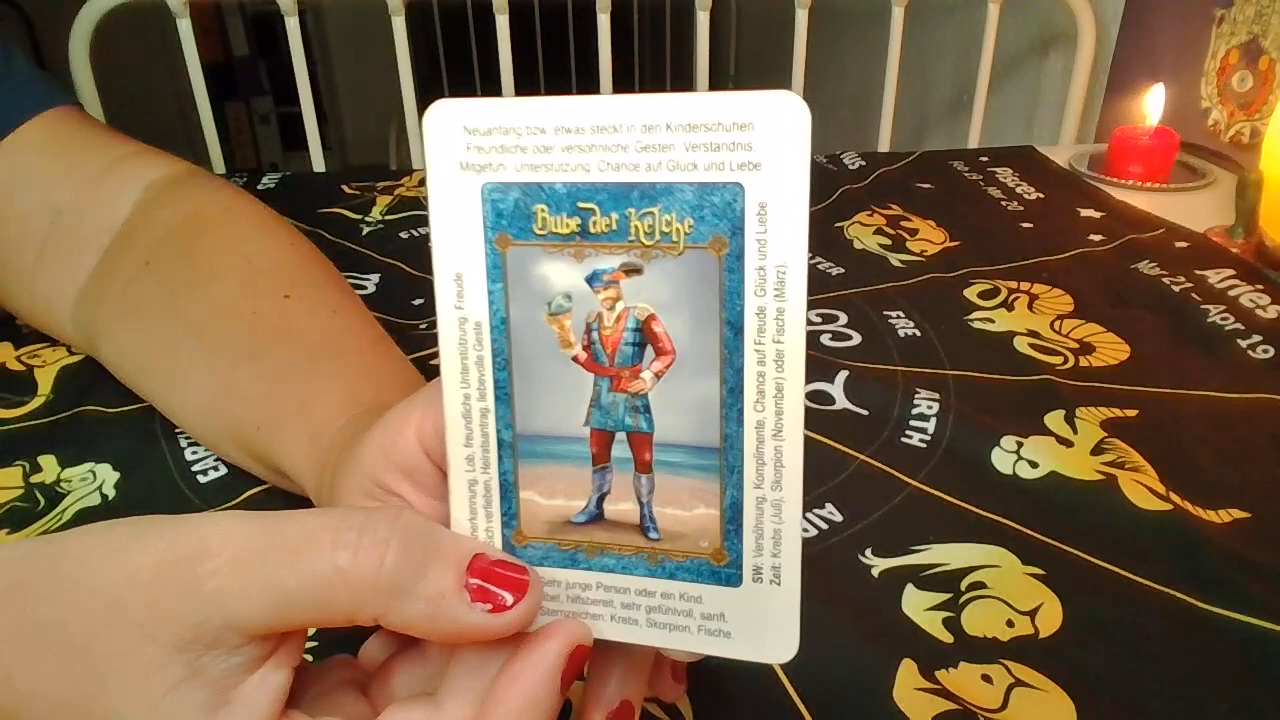 Neuanfang bzw. etwas steckt in den Kinderschuhen
Freundliche oder versöhnliche Gesten. Verständnis.
Mitgefühl. Unterstützung. Chance auf Glück und Liebe
Bube der Kelche
Anerkennung, Lob, freundliche Unterstützung, Freude
sich verlieben, Heiratsantrag, liebevolle Geste
SW: Versöhnung, Komplimente, Chance auf Freude, Glück und Liebe
Zeit: Krebs (Juli), Skorpion (November) oder Fische (März).
Sehr junge Person oder ein Kind.
hilfsbereit, sehr gefühlvoll, sanft.
Sternzeichen: Krebs, Skorpion, Fische.
Pisces
Feb 19 - Mar 20
Aries
Mar 21 - Apr 19
FIRE
EARTH
AIR
EARTH